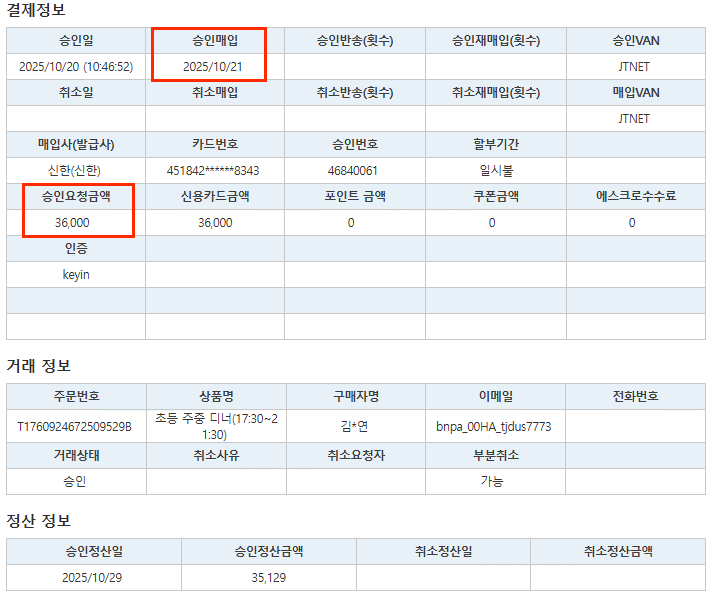 결제정보
승인일 승인매입 승인반송(횟수) 승인재매입(횟수) 승인VAN
2025/10/20 (10:46:52) 2025/10/21 JTNET
취소일 취소매입 취소반송(횟수) 취소재매입(횟수) 매입VAN
JTNET
매입사(발급사) 카드번호 승인번호 할부기간
신한(신한) 451842******8343 46840061 일시불
승인요청금액 신용카드금액 포인트 금액 쿠폰금액 에스크로수수료
36,000 36,000 0 0 0
인증
keyin
거래 정보
주문번호 상품명 구매자명 이메일 전화번호
T1760924672509529B 초등 주중 디너(17:30~2 김*연 bnpa_00HA_tjdus7773
1:30)
거래상태 취소사유 취소요청자 부분취소
승인 가능
정산 정보
승인정산일 승인정산금액 취소정산일 취소정산금액
2025/10/29 35,129